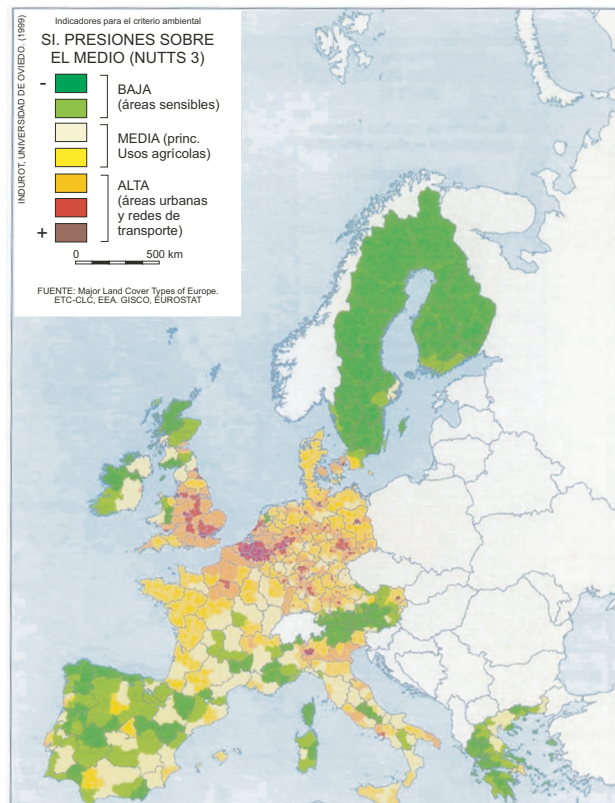 INDUROT, UNIVERSIDAD DE OVIEDO. (1999)
Indicadores para el criterio ambiental
SI. PRESIONES SOBRE
EL MEDIO (NUTTS 3)
-
BAJA
(áreas sensibles)
MEDIA (princ.
Usos agrícolas)
ALTA
(áreas urbanas
y redes de
transporte)
+
0 500 km
FUENTE: Major Land Cover Types of Europe.
ETC-CLC, EEA. GISCO, EUROSTAT